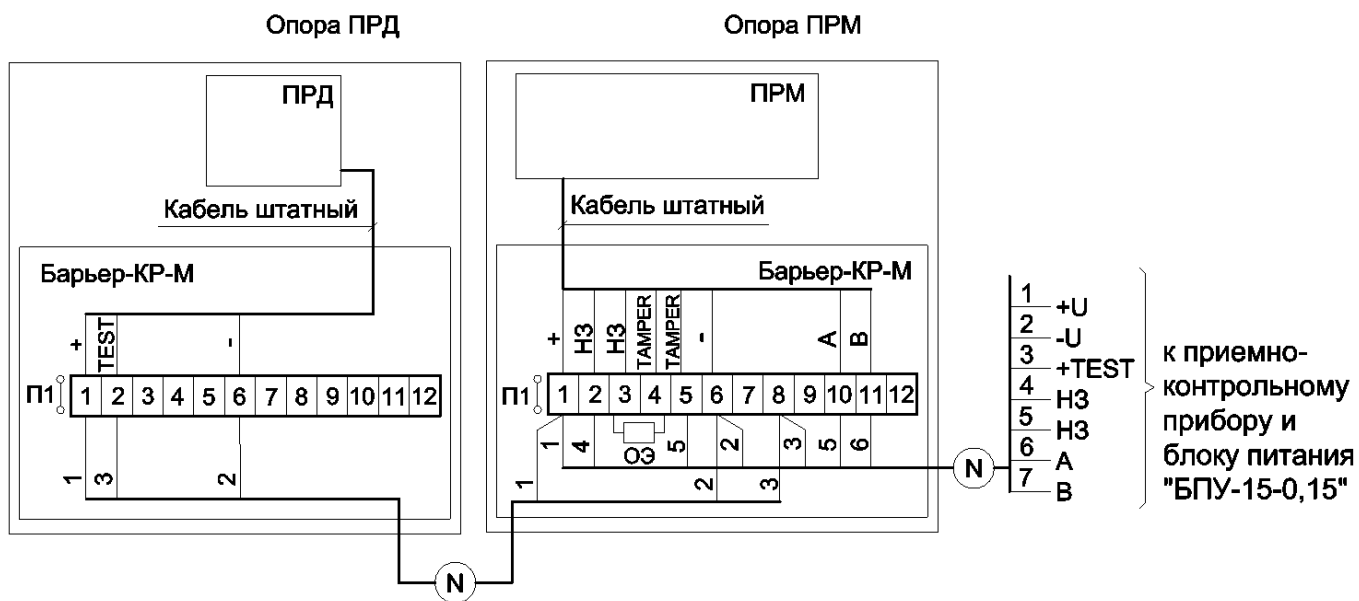 Опора ПРД
Опора ПРМ
ПРД
Кабель штатный
Барьер-КР-М
+
TEST
-
П1
1 2 3 4 5 6 7 8 9 10 11 12
1
3
2
N
ПРМ
Кабель штатный
Барьер-КР-М
+
НЗ
НЗ
TAMPER
TAMPER
-
А
В
П1
1 2 3 4 5 6 7 8 9 10 11 12
1
4
ОЭ
5
2
3
5
6
1
2
3
N
1 +U
2 -U
3 +TEST
4 НЗ
5 НЗ
6 А
7 В
к приемно-
контрольному
прибору и
блоку питания
"БПУ-15-0,15"